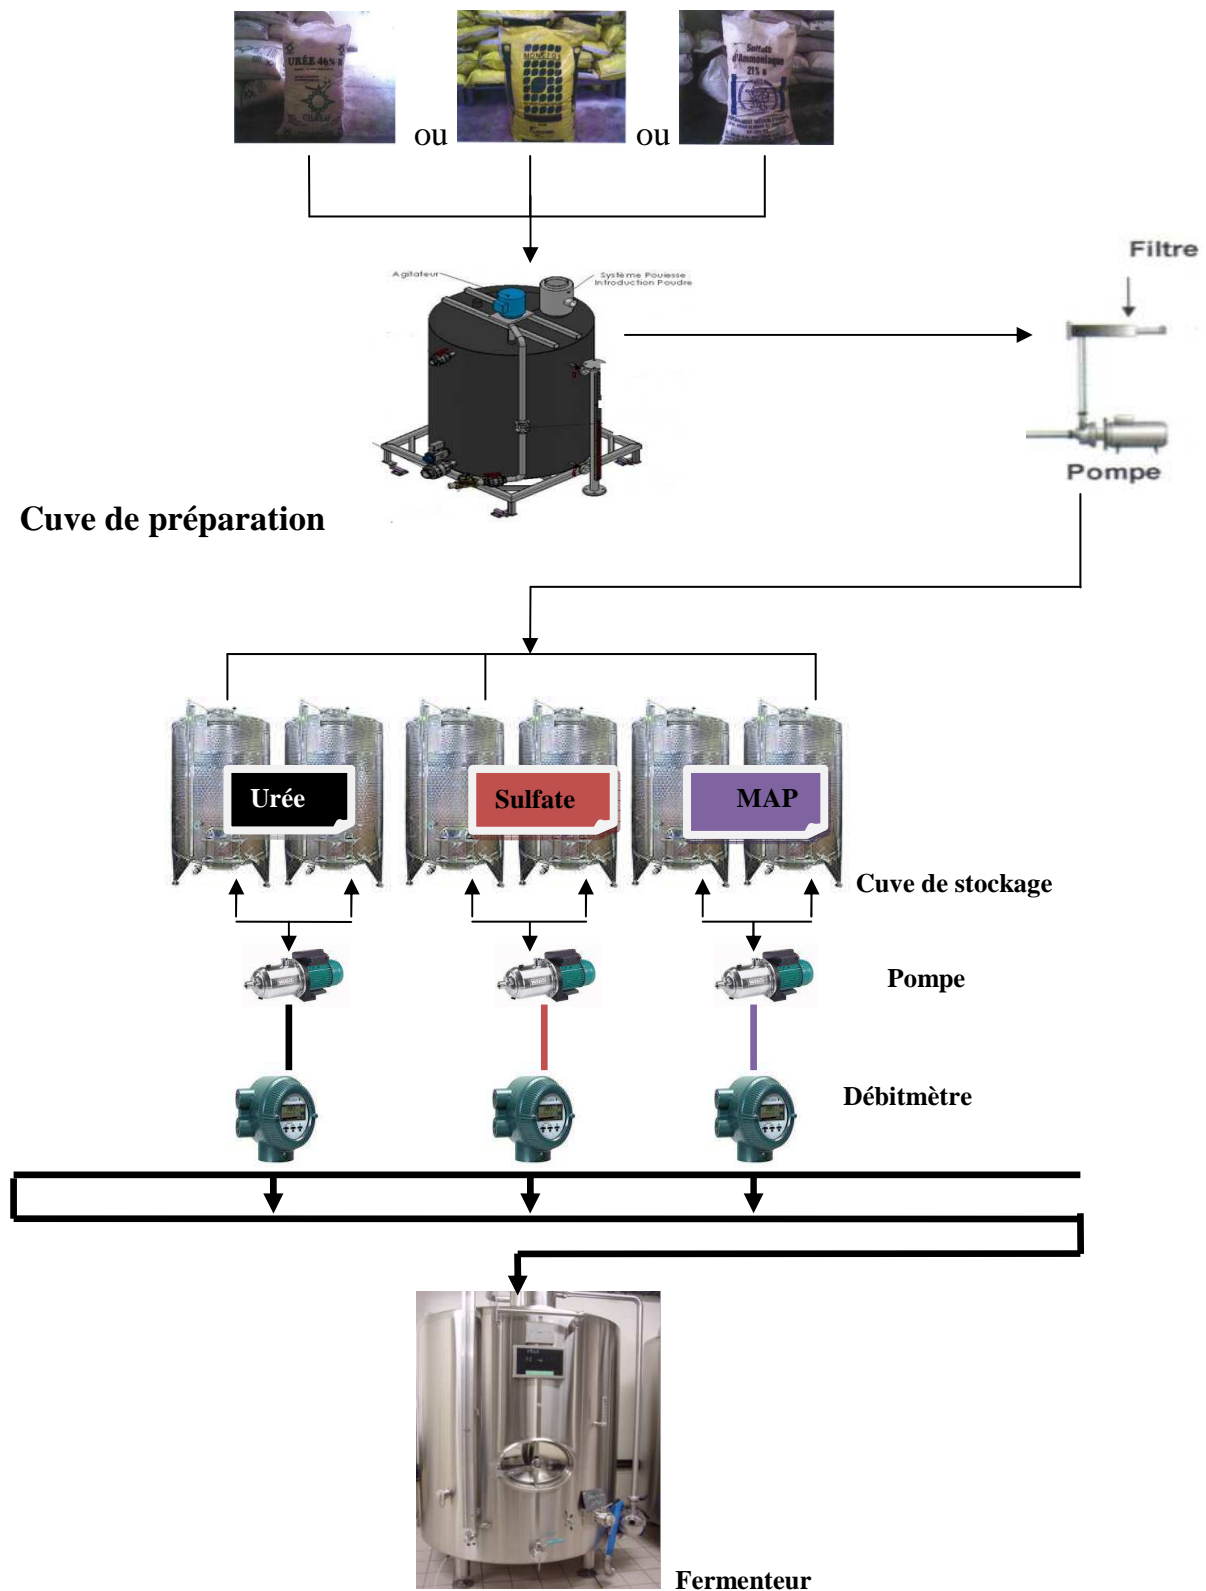 URÉE 46% N
ou
ou
Sulfate
d'Ammoniaque
21% N
Filtre
Agitateur
Système Pouiesse
Introduction Poudre
Pompe
Cuve de préparation
Urée
Sulfate
MAP
Cuve de stockage
Pompe
Débitmètre
Fermenteur